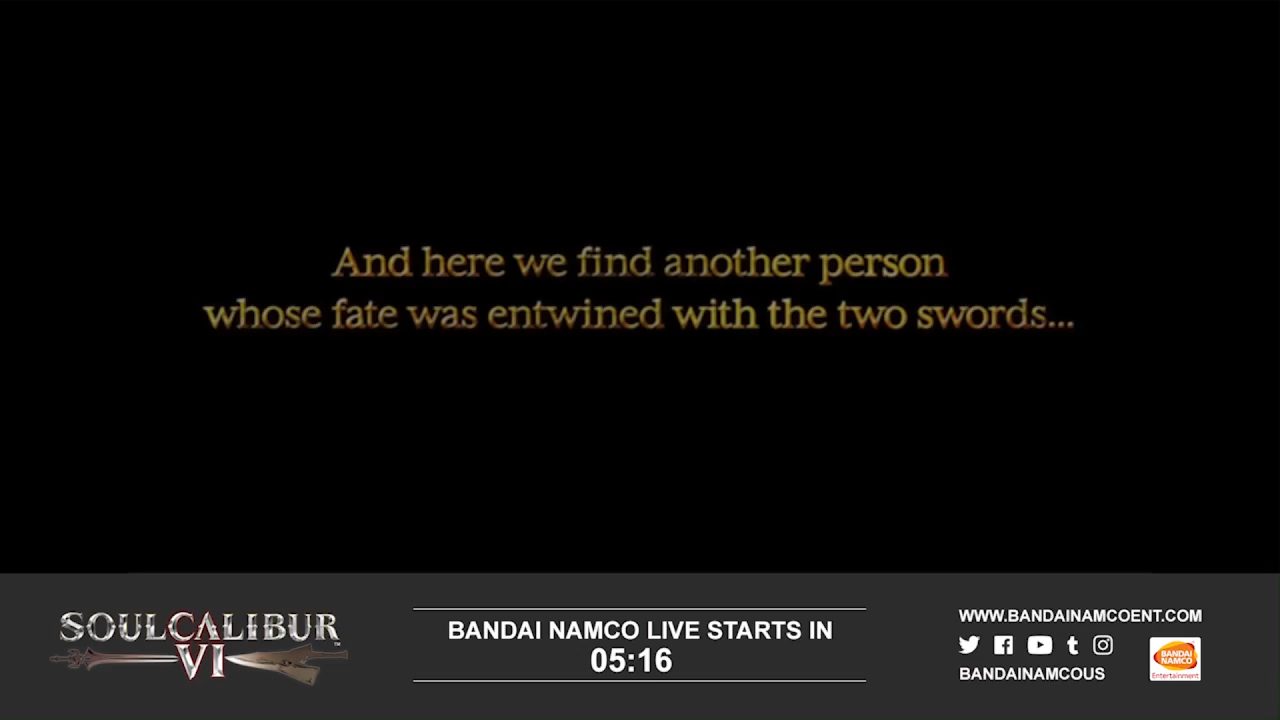 And here we find another person
whose fate was entwined with the two swords...
SOULCALIBUR
VI
™
BANDAI NAMCO LIVE STARTS IN
05:16
WWW.BANDAINAMCOENT.COM
BANDAINAMCOUS
BANDAI
NAMCO
Entertainment